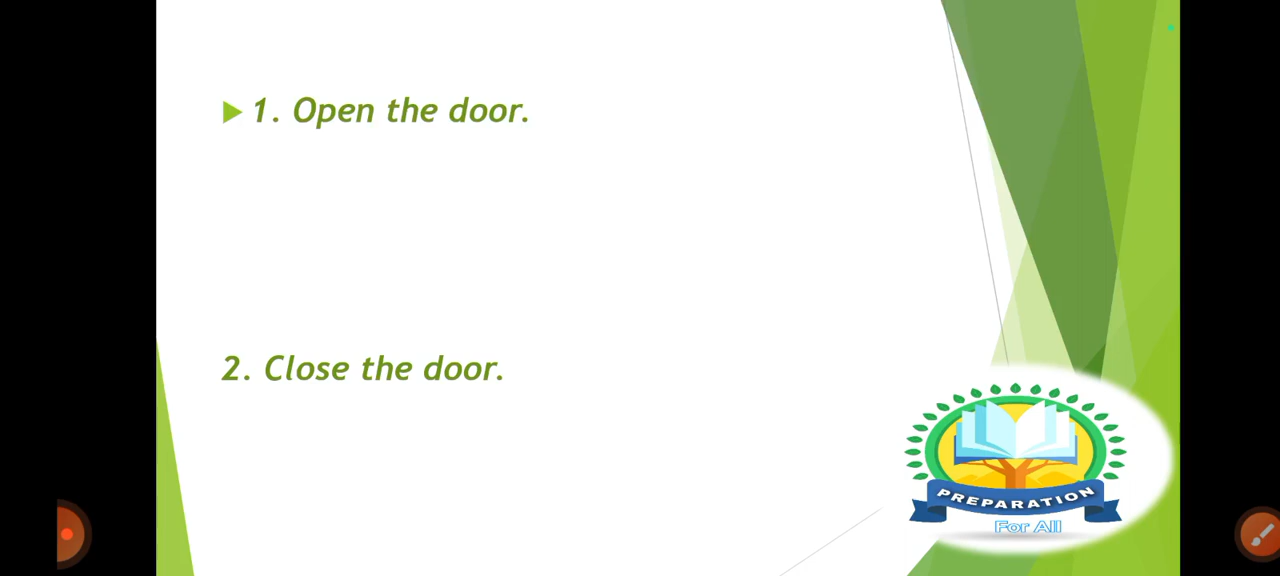 1. Open the door.
2. Close the door.
PREPARATION
For All